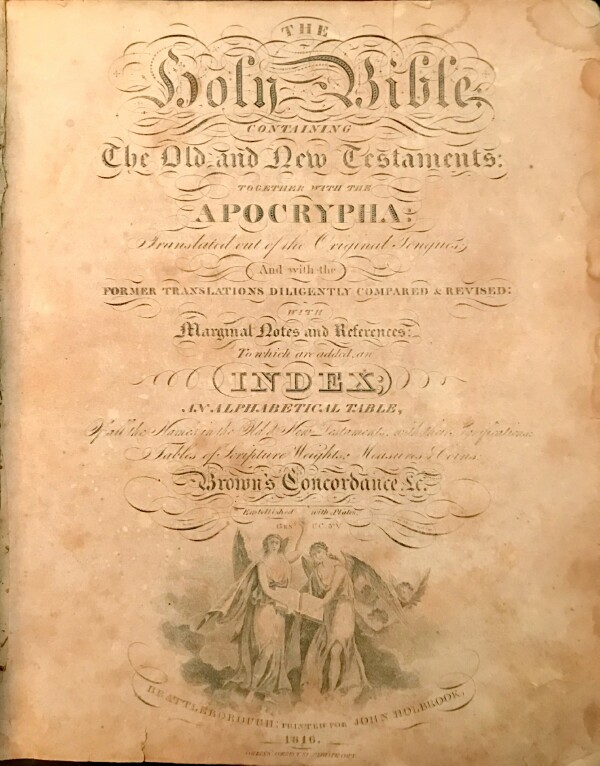 THE
Holy Bible,
CONTAINING
The Old and New Testaments:
TOGETHER WITH THE
APOCRYPHA:
Translated out of the Original Tongues,
And with the
FORMER TRANSLATIONS DILIGENTLY COMPARED & REVISED:
WITH
Marginal Notes and References:
To which are added, an
INDEX;
AN ALPHABETICAL TABLE,
Of all the Names in the Old & New Testaments, with their Significations:
Tables of Scripture Weights, Measures & Coins:
Brown's Concordance &c.
Embellished with Plates
BRATTLEBOROUGH: PRINTED FOR JOHN HOLBROOK,
1816.